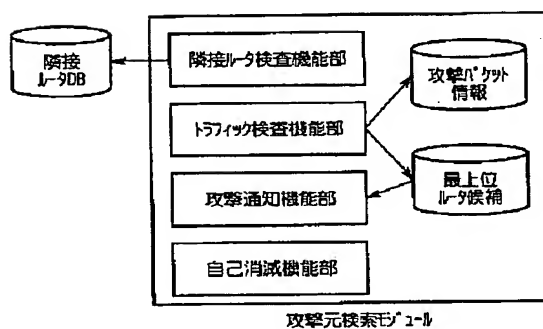 隣接
ルータDB
隣接ルータ検査機能部
トラフィック検査機能部
攻撃通知機能部
自己消滅機能部
攻撃パケット
情報
最上位
ルータ候補
攻撃元検索モジュール